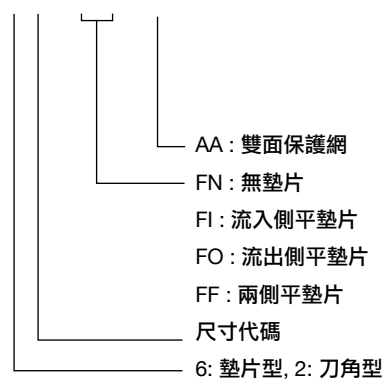 AA : 雙面保護網
FN : 無墊片
FI : 流入側平墊片
FO : 流出側平墊片
FF : 兩側平墊片
尺寸代碼
6: 墊片型, 2: 刀角型